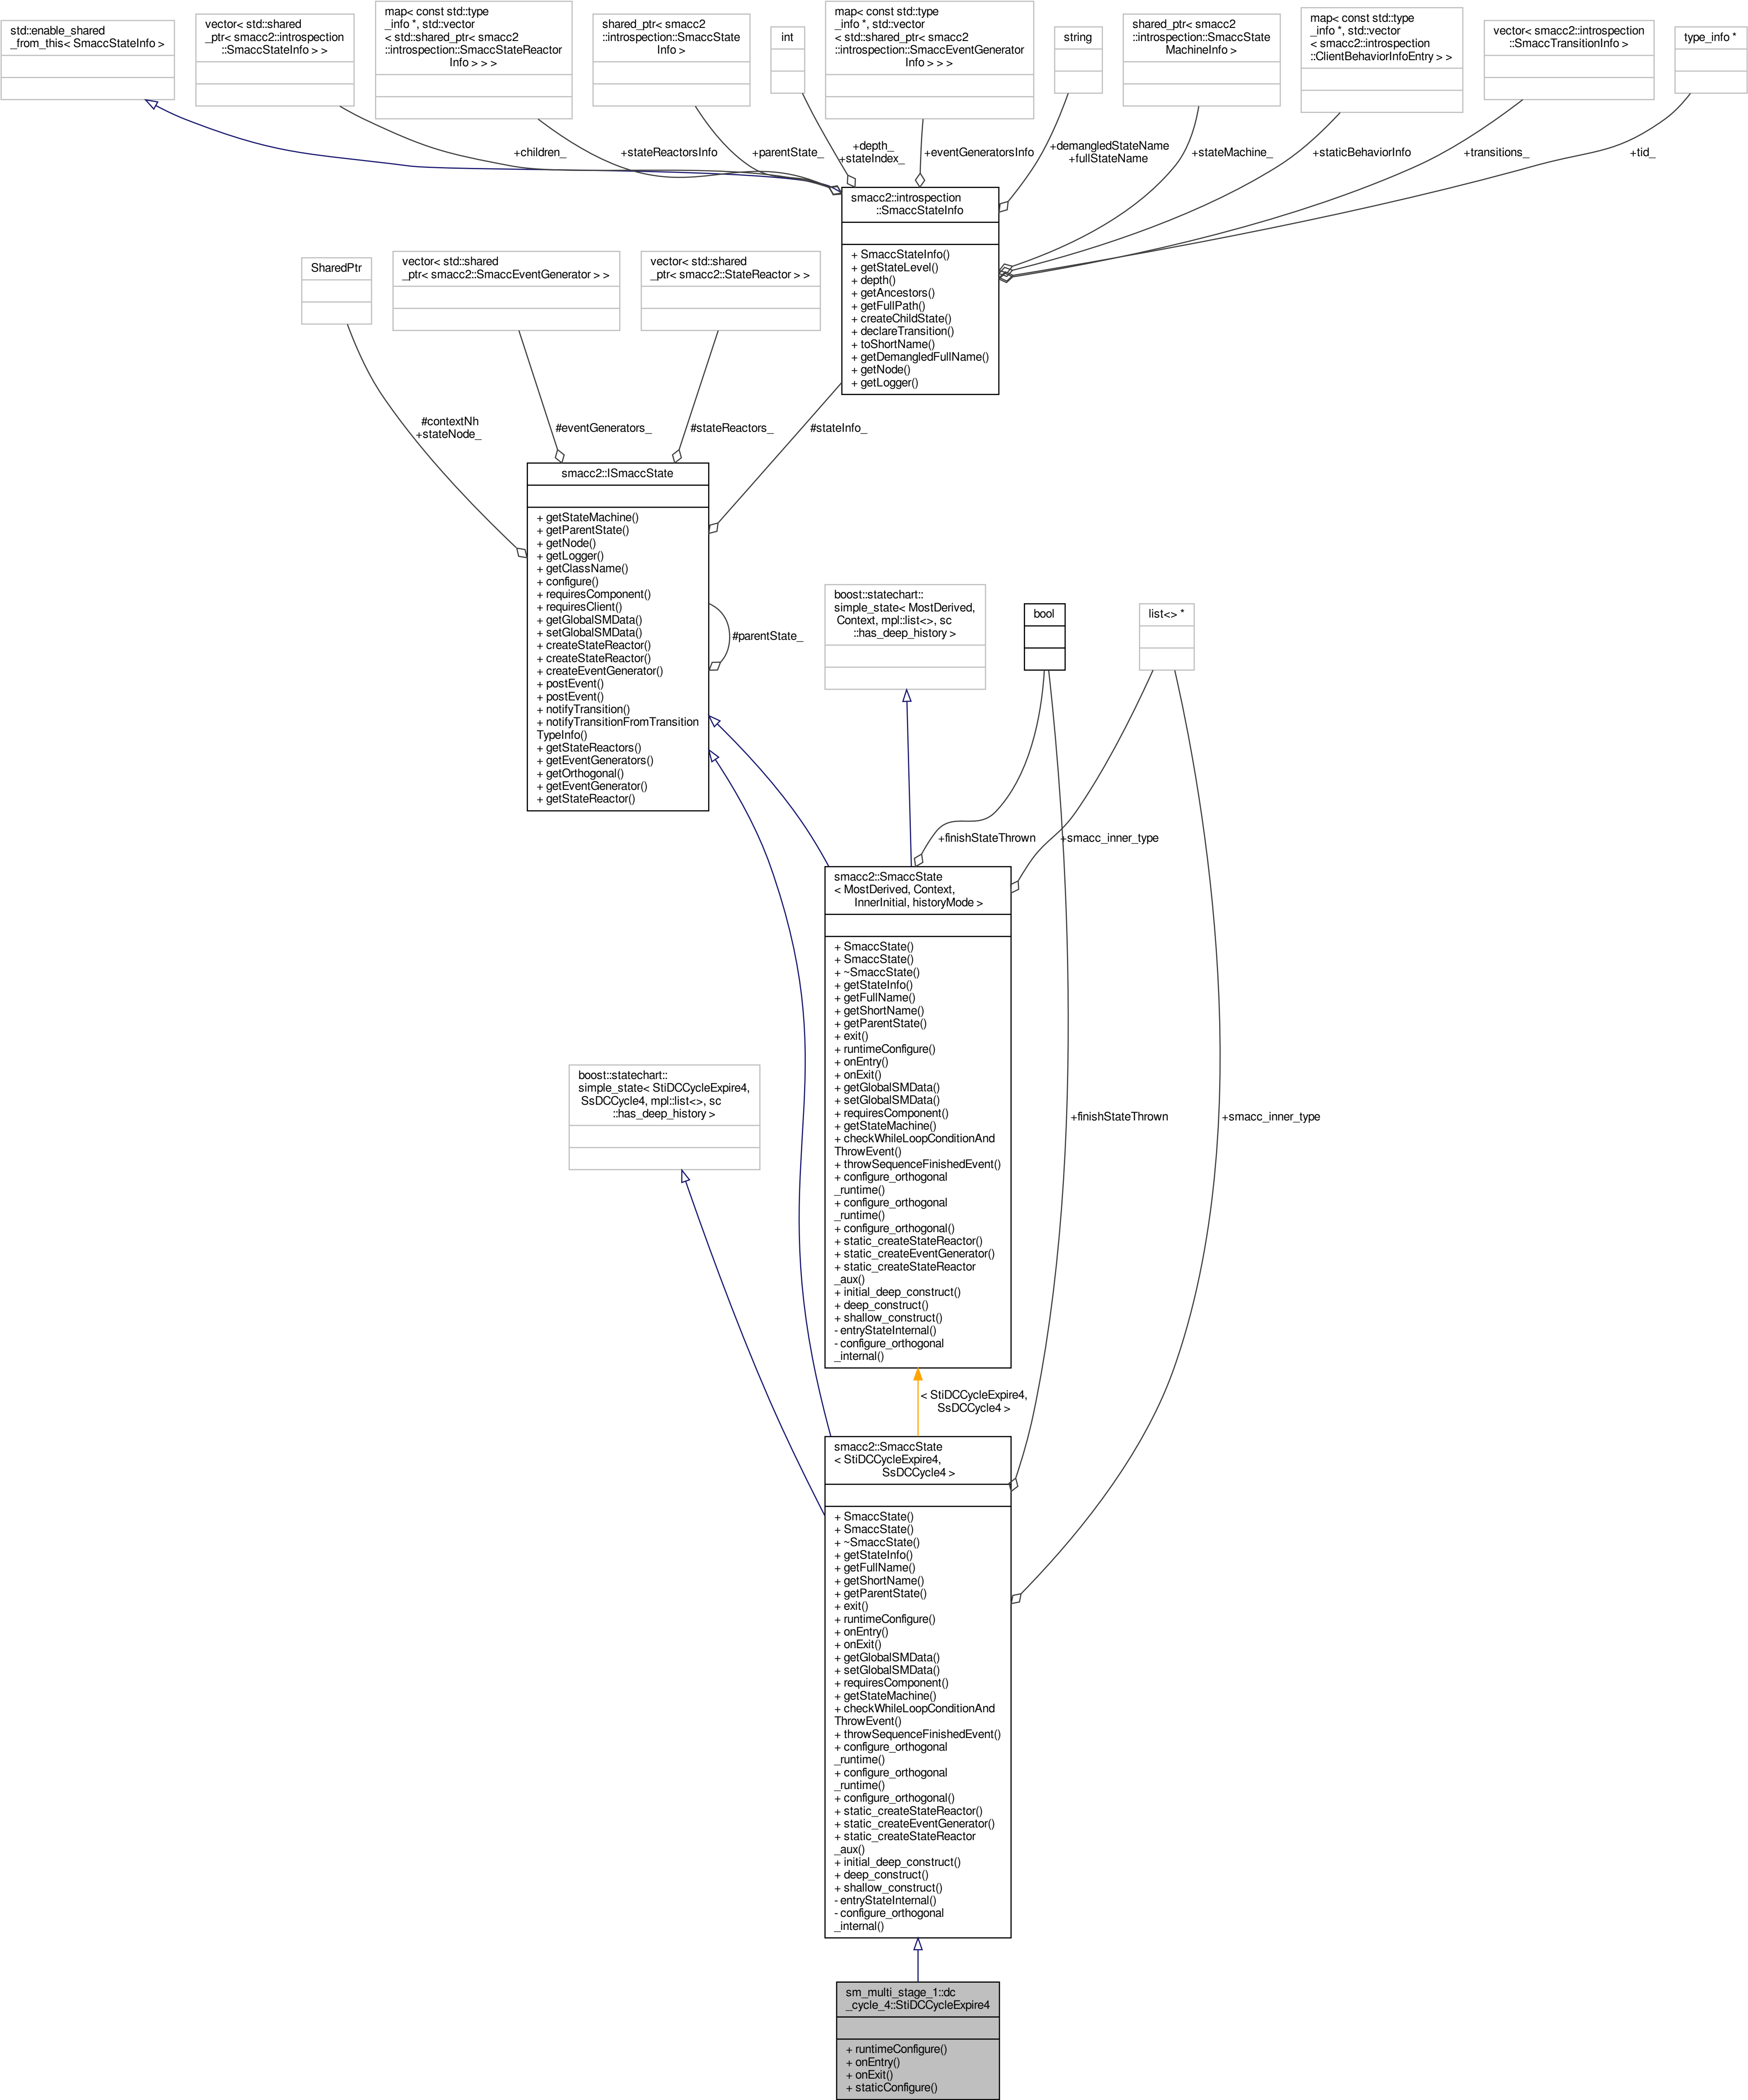 std::enable_shared
_from_this< SmaccStateInfo >
vector< std::shared
_ptr< smacc2::introspection
::SmaccStateInfo > >
map< const std::type
_info *, std::vector
< std::shared_ptr< smacc2
::introspection::SmaccStateReactor
Info > > >
shared_ptr< smacc2
::introspection::SmaccState
Info >
int
map< const std::type
_info *, std::vector
< std::shared_ptr< smacc2
::introspection::SmaccEventGenerator
Info > > >
string
shared_ptr< smacc2
::introspection::SmaccState
MachineInfo >
map< const std::type
_info *, std::vector
< smacc2::introspection
::ClientBehaviorInfoEntry > >
vector< smacc2::introspection
::SmaccTransitionInfo >
type_info *
+children_
+stateReactorsInfo
+parentState_
+depth_
+stateIndex_
+eventGeneratorsInfo
+demangledStateName
+fullStateName
+stateMachine_
+staticBehaviorInfo
+transitions_
+tid_
smacc2::introspection
::SmaccStateInfo
+ SmaccStateInfo()
+ getStateLevel()
+ depth()
+ getAncestors()
+ getFullPath()
+ createChildState()
+ declareTransition()
+ toShortName()
+ getDemangledFullName()
+ getNode()
+ getLogger()
SharedPtr
vector< std::shared
_ptr< smacc2::SmaccEventGenerator > >
vector< std::shared
_ptr< smacc2::StateReactor > >
#contextNh
+stateNode_
#eventGenerators_
#stateReactors_
#stateInfo_
smacc2::ISmaccState
+ getStateMachine()
+ getParentState()
+ getNode()
+ getLogger()
+ getClassName()
+ configure()
+ requiresComponent()
+ requiresClient()
+ getGlobalSMData()
+ setGlobalSMData()
+ createStateReactor()
+ createStateReactor()
+ createEventGenerator()
+ postEvent()
+ postEvent()
+ notifyTransition()
+ notifyTransitionFromTransition
TypeInfo()
+ getStateReactors()
+ getEventGenerators()
+ getOrthogonal()
+ getEventGenerator()
+ getStateReactor()
#parentState_
boost::statechart::
simple_state< MostDerived,
Context, mpl::list<>, sc
::has_deep_history >
bool
list<> *
+finishStateThrown
+smacc_inner_type
smacc2::SmaccState
< MostDerived, Context,
InnerInitial, historyMode >
+ SmaccState()
+ SmaccState()
+ ~SmaccState()
+ getStateInfo()
+ getFullName()
+ getShortName()
+ getParentState()
+ exit()
+ runtimeConfigure()
+ onEntry()
+ onExit()
+ getGlobalSMData()
+ setGlobalSMData()
+ requiresComponent()
+ getStateMachine()
+ checkWhileLoopConditionAnd
ThrowEvent()
+ throwSequenceFinishedEvent()
+ configure_orthogonal
_runtime()
+ configure_orthogonal
_runtime()
+ configure_orthogonal()
+ static_createStateReactor()
+ static_createEventGenerator()
+ static_createStateReactor
_aux()
+ initial_deep_construct()
+ deep_construct()
+ shallow_construct()
- entryStateInternal()
- configure_orthogonal
_internal()
boost::statechart::
simple_state< StiDCCycleExpire4,
SsDCCycle4, mpl::list<>, sc
::has_deep_history >
+finishStateThrown
+smacc_inner_type
< StiDCCycleExpire4,
SsDCCycle4 >
smacc2::SmaccState
< StiDCCycleExpire4,
SsDCCycle4 >
+ SmaccState()
+ SmaccState()
+ ~SmaccState()
+ getStateInfo()
+ getFullName()
+ getShortName()
+ getParentState()
+ exit()
+ runtimeConfigure()
+ onEntry()
+ onExit()
+ getGlobalSMData()
+ setGlobalSMData()
+ requiresComponent()
+ getStateMachine()
+ checkWhileLoopConditionAnd
ThrowEvent()
+ throwSequenceFinishedEvent()
+ configure_orthogonal
_runtime()
+ configure_orthogonal
_runtime()
+ configure_orthogonal()
+ static_createStateReactor()
+ static_createEventGenerator()
+ static_createStateReactor
_aux()
+ initial_deep_construct()
+ deep_construct()
+ shallow_construct()
- entryStateInternal()
- configure_orthogonal
_internal()
sm_multi_stage_1::dc
_cycle_4::StiDCCycleExpire4
+ runtimeConfigure()
+ onEntry()
+ onExit()
+ staticConfigure()